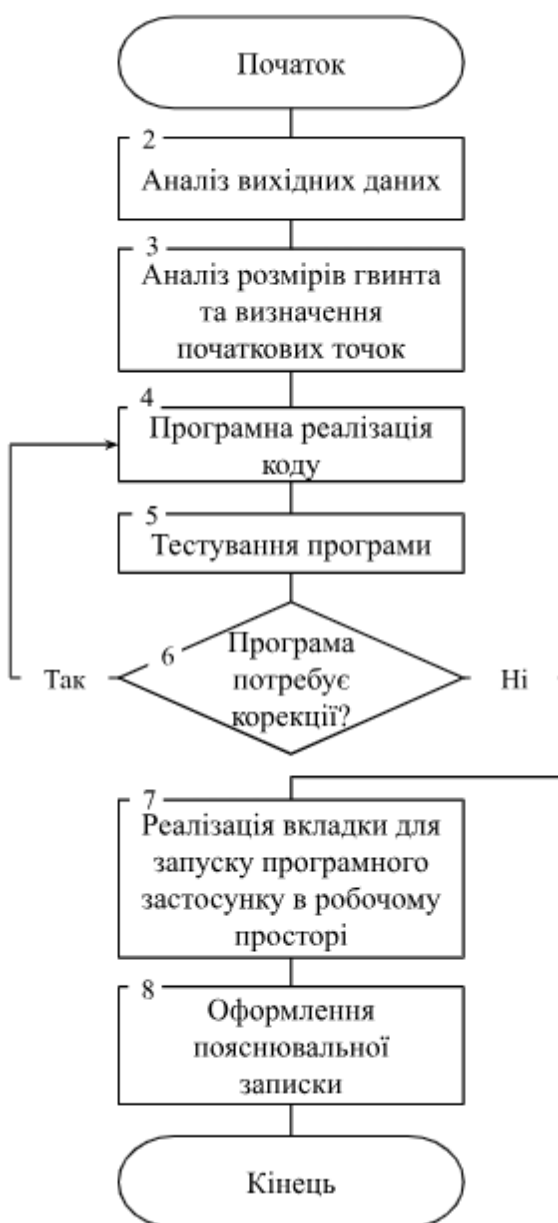 Початок
2
Аналіз вихідних даних
3
Аналіз розмірів гвинта
та визначення
початкових точок
4
Програмна реалізація
коду
5
Тестування програми
6
Програма
потребує
корекції?
Так
Ні
7
Реалізація вкладки для
запуску програмного
застосунку в робочому
просторі
8
Оформлення
пояснювальної
записки
Кінець